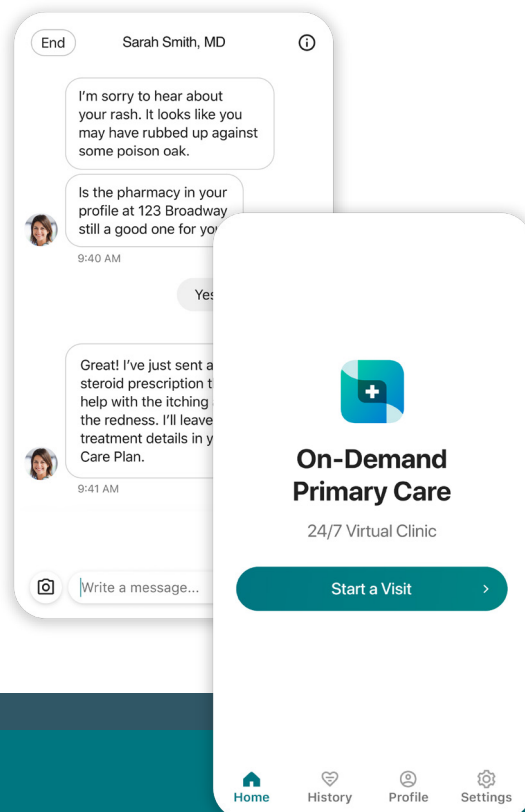 End
Sarah Smith, MD
I'm sorry to hear about
your rash. It looks like you
may have rubbed up against
some poison oak.
Is the pharmacy in your
profile at 123 Broadway
still a good one for
9:40 AM
Yes
Great! I've just sent a
steroid prescription
help with the itching
the redness. I'll leave
treatment details in
Care Plan.
9:41 AM
Write a message...
On-Demand
Primary Care
24/7 Virtual Clinic
Start a Visit
Home
History
Profile
Settings